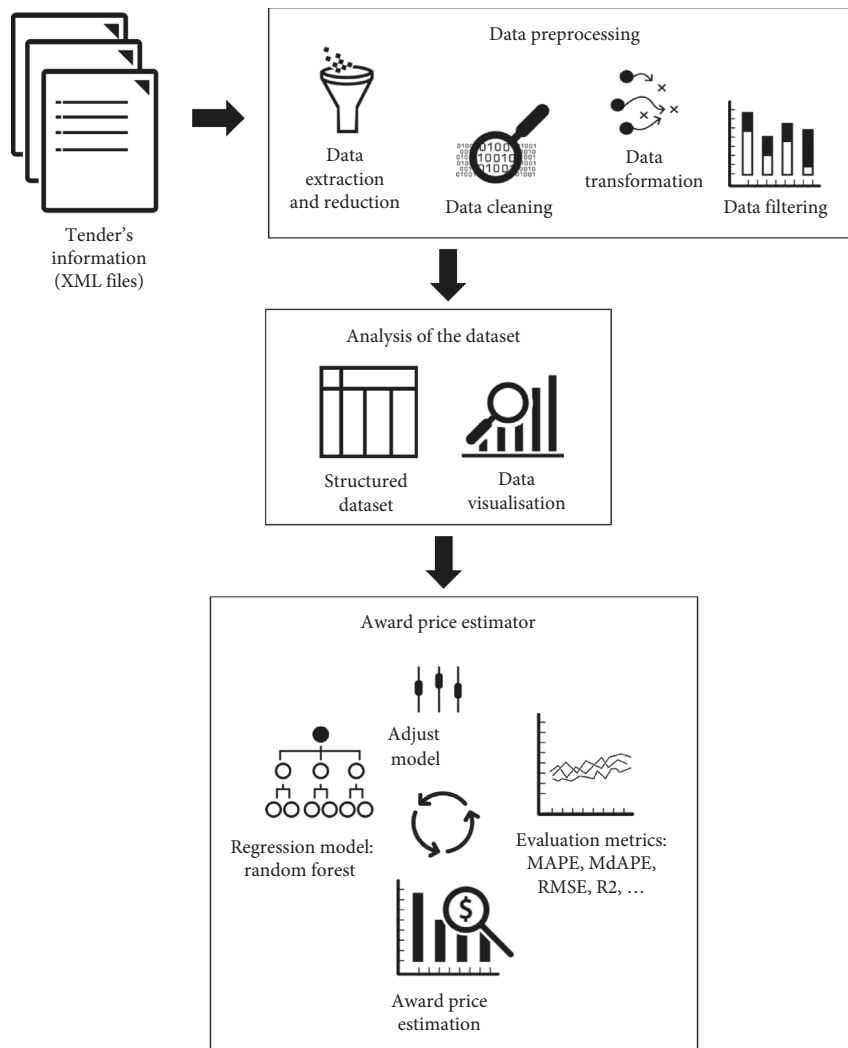 Tender's
information
(XML files)
Data preprocessing
Data
extraction
and reduction
0100
10010
Data cleaning
Data
transformation
Data filtering
Analysis of the dataset
Structured
dataset
Data
visualisation
Award price estimator
Adjust
model
Regression model:
random forest
Evaluation metrics:
MAPE, MdAPE,
RMSE, R2, …
$
Award price
estimation